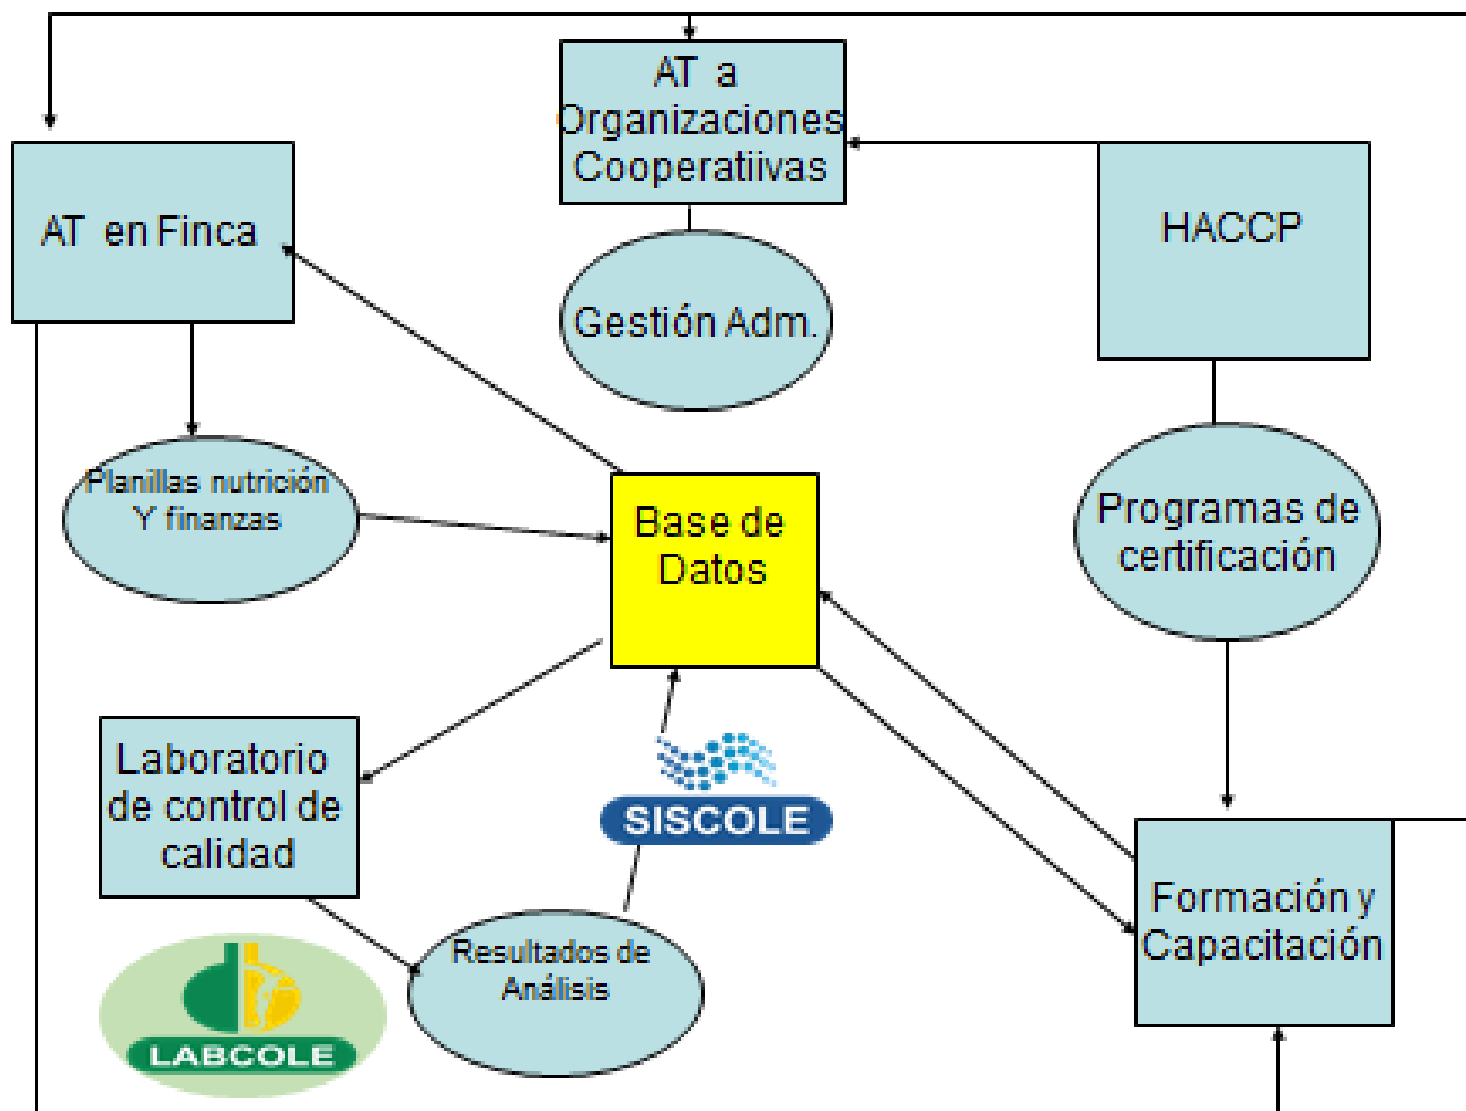 AT a
Organizaciones
Cooperatiivas
AT en Finca
HACCP
Gestión Adm.
Planillas nutrición
Y finanzas
Base de
Datos
Programas de
certificación
Laboratorio
de control de
calidad
SISCOLE
Formación y
Capacitación
Resultados de
Análisis
LABCOLE